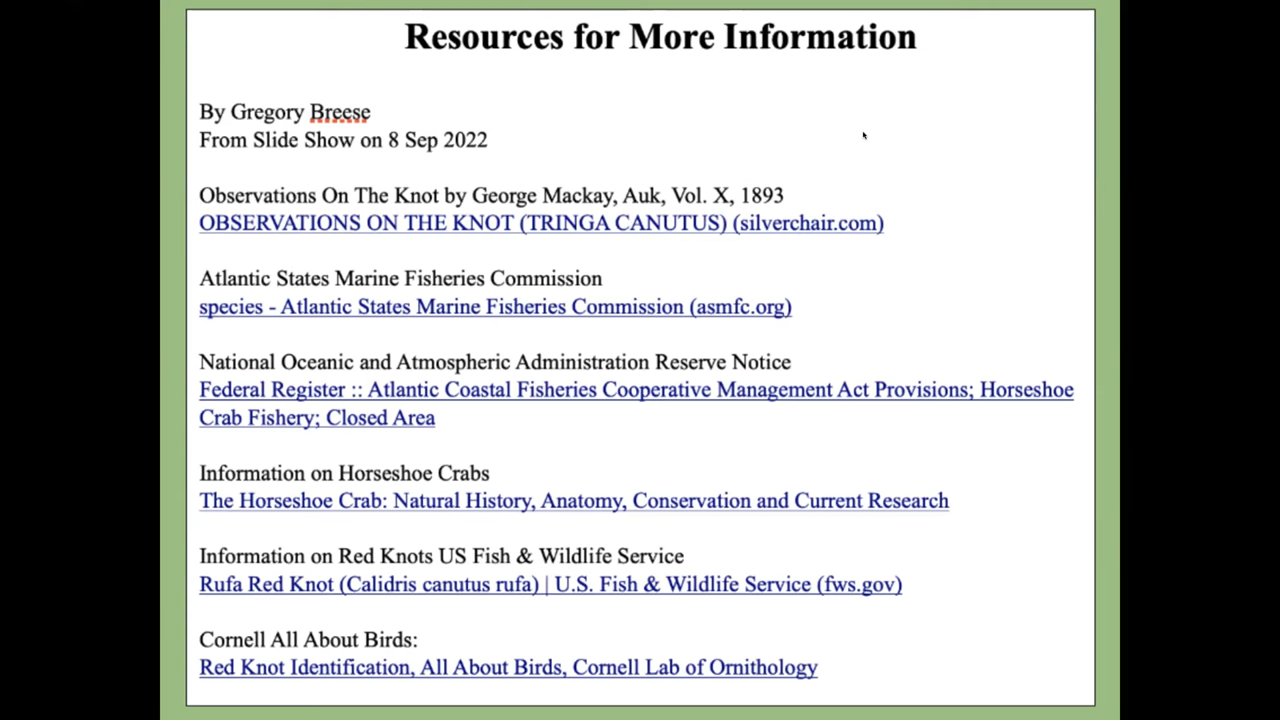 Resources for More Information
By Gregory Breese
From Slide Show on 8 Sep 2022
Observations On The Knot by George Mackay, Auk, Vol. X, 1893
OBSERVATIONS ON THE KNOT (TRINGA CANUTUS) (silverchair.com)
Atlantic States Marine Fisheries Commission
species - Atlantic States Marine Fisheries Commission (asmfc.org)
National Oceanic and Atmospheric Administration Reserve Notice
Federal Register :: Atlantic Coastal Fisheries Cooperative Management Act Provisions; Horseshoe
Crab Fishery; Closed Area
Information on Horseshoe Crabs
The Horseshoe Crab: Natural History, Anatomy, Conservation and Current Research
Information on Red Knots US Fish & Wildlife Service
Rufa Red Knot (Calidris canutus rufa) | U.S. Fish & Wildlife Service (fws.gov)
Cornell All About Birds:
Red Knot Identification, All About Birds, Cornell Lab of Ornithology